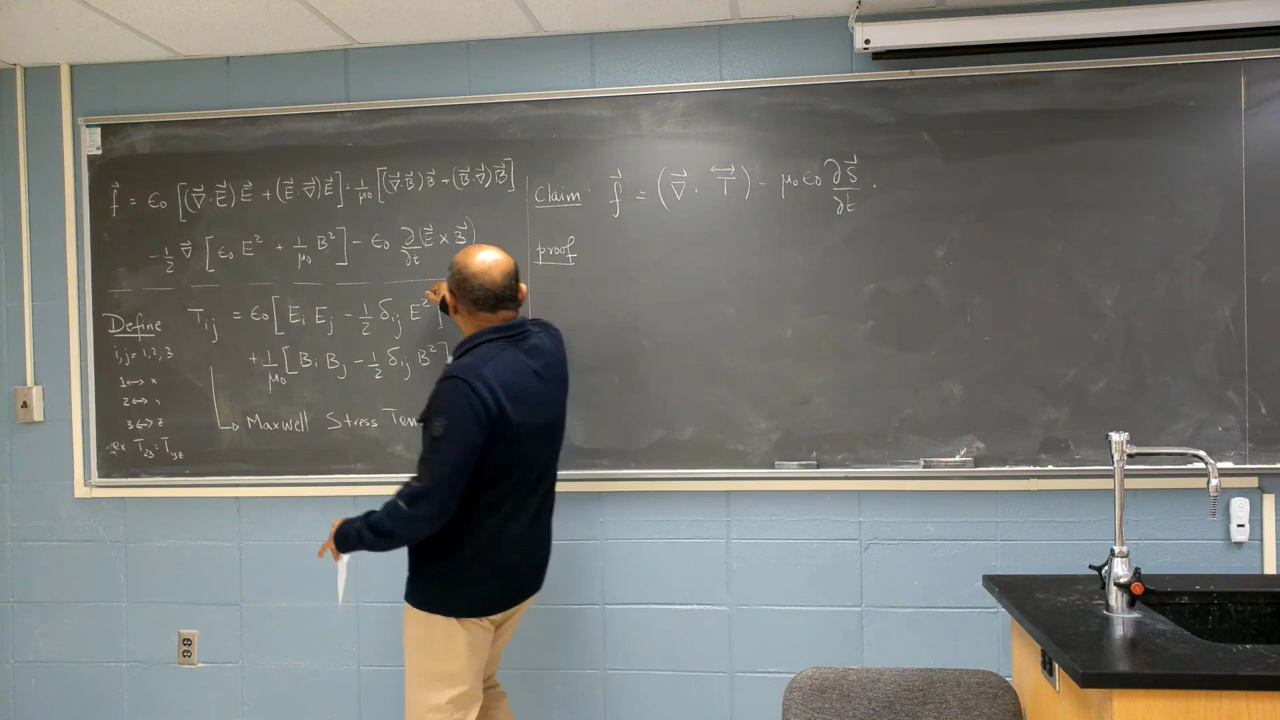 f⃗ = ϵ₀ [(∇⃗·E⃗)E⃗ + (E⃗·∇⃗)E⃗] + 1/μ₀ [(∇⃗·B⃗)B⃗ + (B⃗·∇⃗)B⃗]
- 1/2 ∇⃗ [ϵ₀ E² + 1/μ₀ B²] - ϵ₀ ∂/∂t (E⃗ × B⃗)
Define
i,j = 1,2,3
1 ↔ x
2 ↔
3 ↔ z
ex T₂₃ = T_yz
T_ij = ϵ₀ [E_i E_j - 1/2 δ_ij E²]
+ 1/μ₀ [B_i B_j - 1/2 δ_ij B²]
↳ Maxwell Stress Ten
Claim : f⃗ = (∇⃗ · T⃡) - μ₀ ϵ₀ ∂S⃗/∂t .
proof